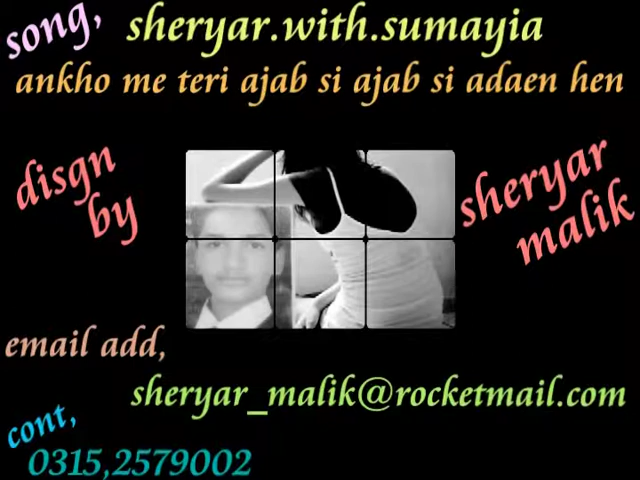 song, sheryar.with.sumayia
ankho me teri ajab si ajab si adaen hen
disgn
by
sheryar
malik
email add,
sheryar_malik@rocketmail.com
cont,
0315,2579002